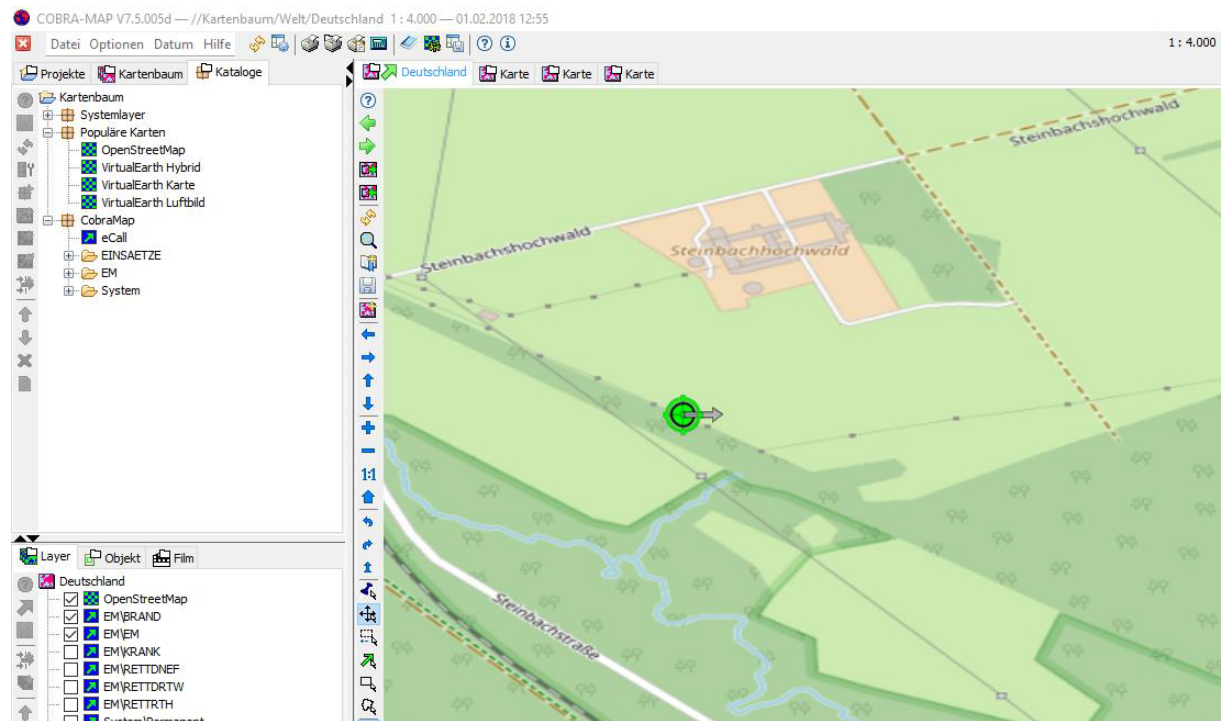 COBRA-MAP V7.5.005d — //Kartenbaum/Welt/Deutschland 1 : 4.000 — 01.02.2018 12:55
Datei Optionen Datum Hilfe
1 : 4.000
Projekte Kartenbaum Kataloge
Deutschland Karte Karte Karte
Kartenbaum
Systemlayer
Populäre Karten
OpenStreetMap
VirtualEarth Hybrid
VirtualEarth Karte
VirtualEarth Luftbild
CobraMap
eCall
EINSAETZE
EM
System
Steinbachshochwald
Steinbachshochwald
Steinbachhochwald
1:1
Steinbachstraße
Layer Objekt Film
Deutschland
OpenStreetMap
EM\BRAND
EM\EM
EM\KRANK
EM\RETTDNEF
EM\RETTDRTW
EM\RETTRTH
System\Permanent